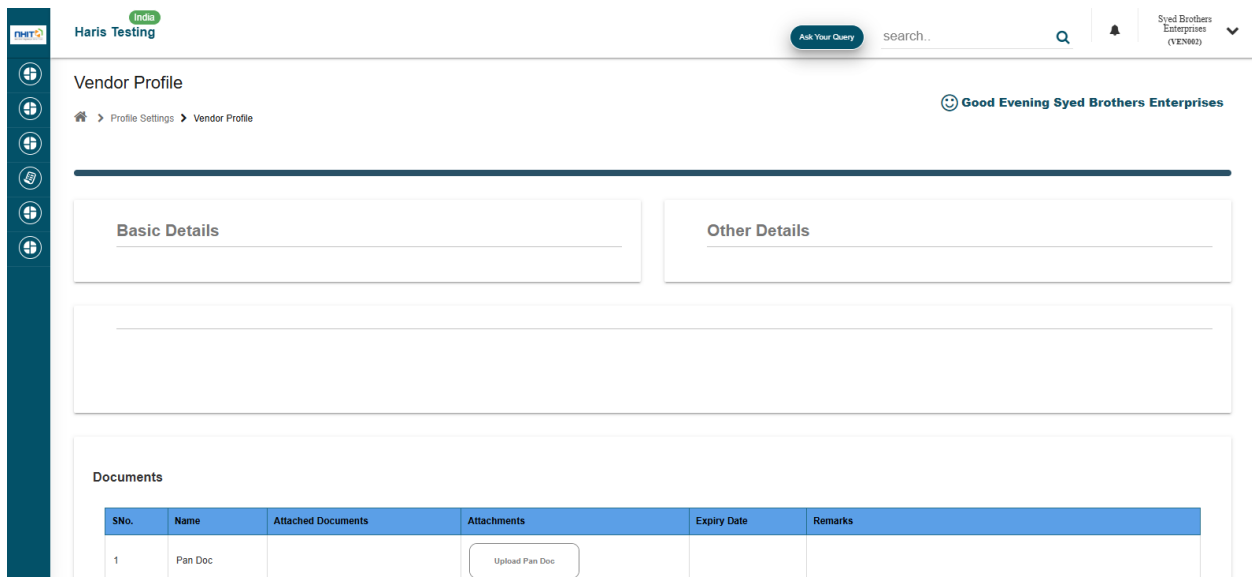 NHIT
India
Haris Testing
Ask Your Query
search..
Syed Brothers
Enterprises
(VEN002)
Vendor Profile
Good Evening Syed Brothers Enterprises
Profile Settings
Vendor Profile
Basic Details
Other Details
Documents
SNo. Name Attached Documents Attachments Expiry Date Remarks
1 Pan Doc Upload Pan Doc